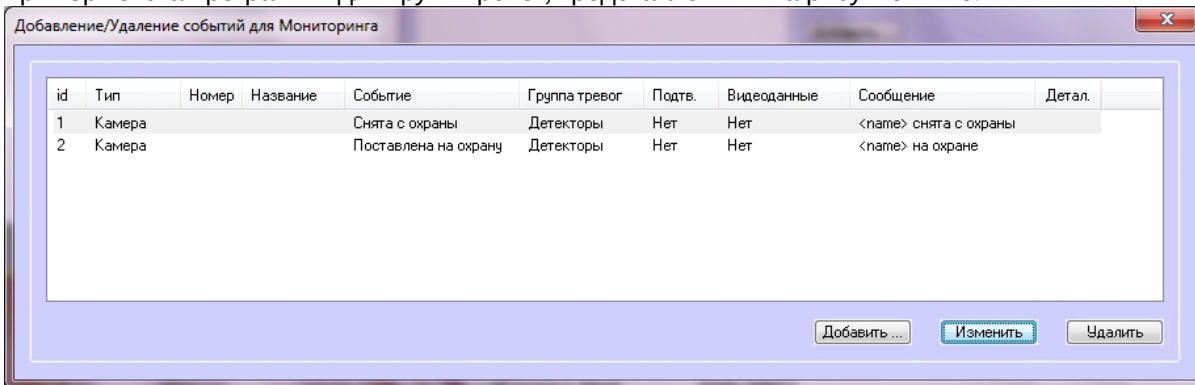 Добавление/Удаление событий для Мониторинга
id Тип Номер Название Событие Группа тревог Подтв. Видеоданные Сообщение Детал.
1 Камера Снята с охраны Детекторы Нет Нет <name> снята с охраны
2 Камера Поставлена на охрану Детекторы Нет Нет <name> на охране
Добавить ... Изменить Удалить